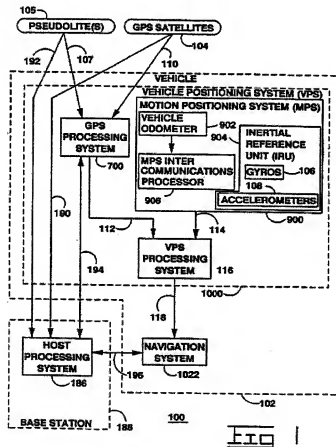 105
PSEUDOLITE(S)
GPS SATELLITES
104
192
107
110
VEHICLE
VEHICLE POSITIONING SYSTEM (VPS)
MOTION POSITIONING SYSTEM (MPS)
VEHICLE
ODOMETER
902
904
INERTIAL
REFERENCE
UNIT (IRU)
GYROS
106
GPS
PROCESSING
SYSTEM
700
MPS INTER
COMMUNICATIONS
PROCESSOR
906
108
ACCELEROMETERS
900
190
112
114
194
VPS
PROCESSING
SYSTEM
116
1000
118
HOST
PROCESSING
SYSTEM
186
NAVIGATION
SYSTEM
1022
196
102
BASE STATION
188
100
FIG 1